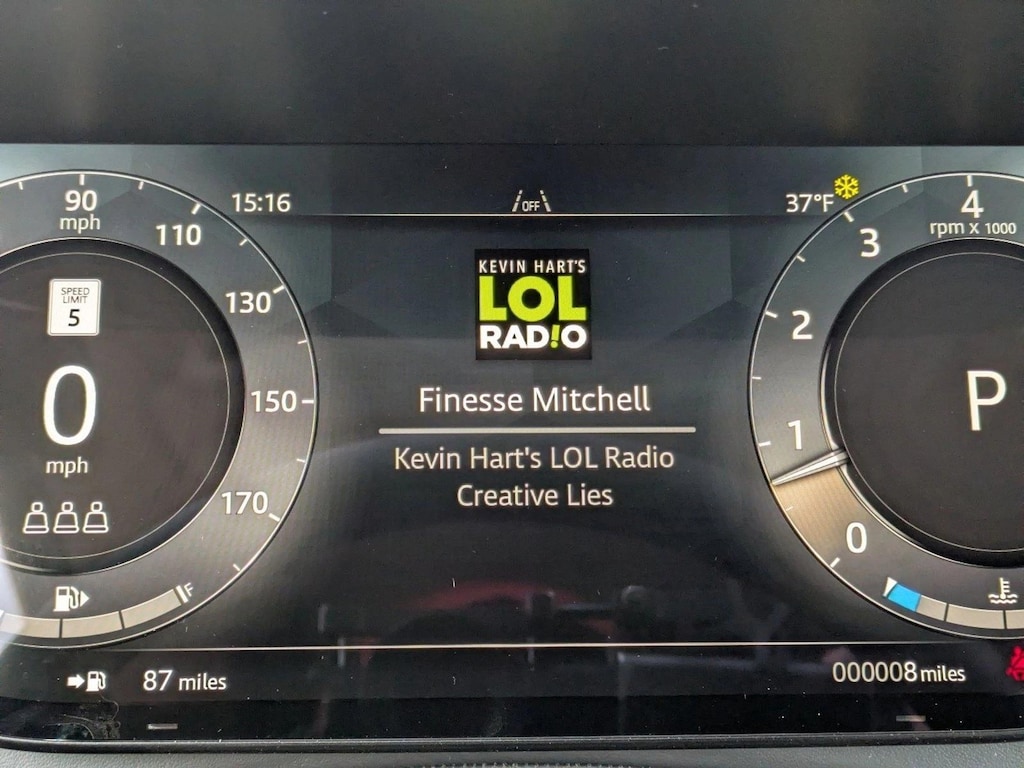 90
mph
110
130
150
170
SPEED
LIMIT
5
0
mph
F
15:16
OFF
37°F
KEVIN HART'S
LOL
RAD!O
Finesse Mitchell
Kevin Hart's LOL Radio
Creative Lies
4
rpm x 1000
3
2
1
0
P
87 miles
000008 miles